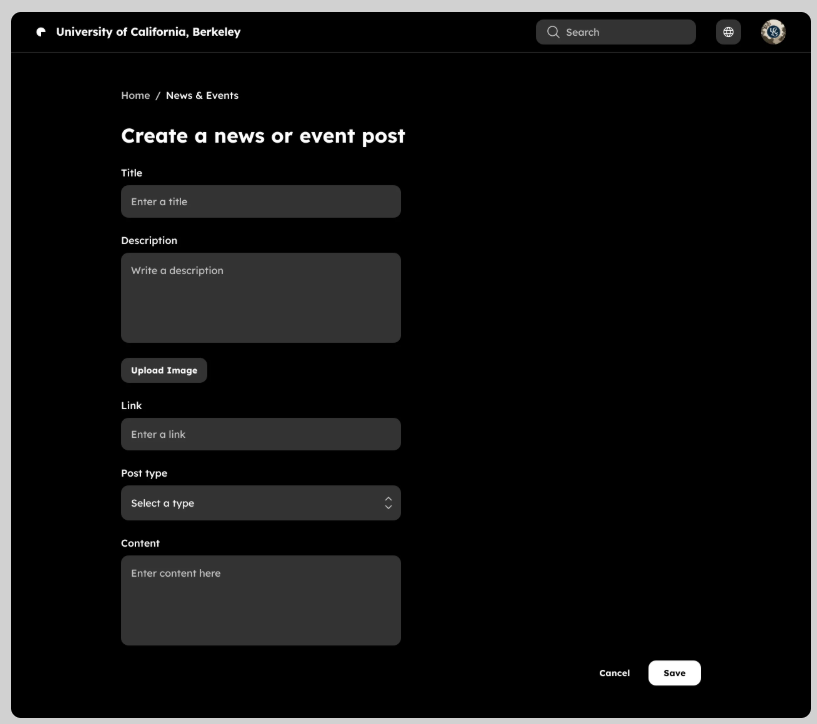 University of California, Berkeley
Search
Home / News & Events
Create a news or event post
Title
Enter a title
Description
Write a description
Upload Image
Link
Enter a link
Post type
Select a type
Content
Enter content here
Cancel
Save